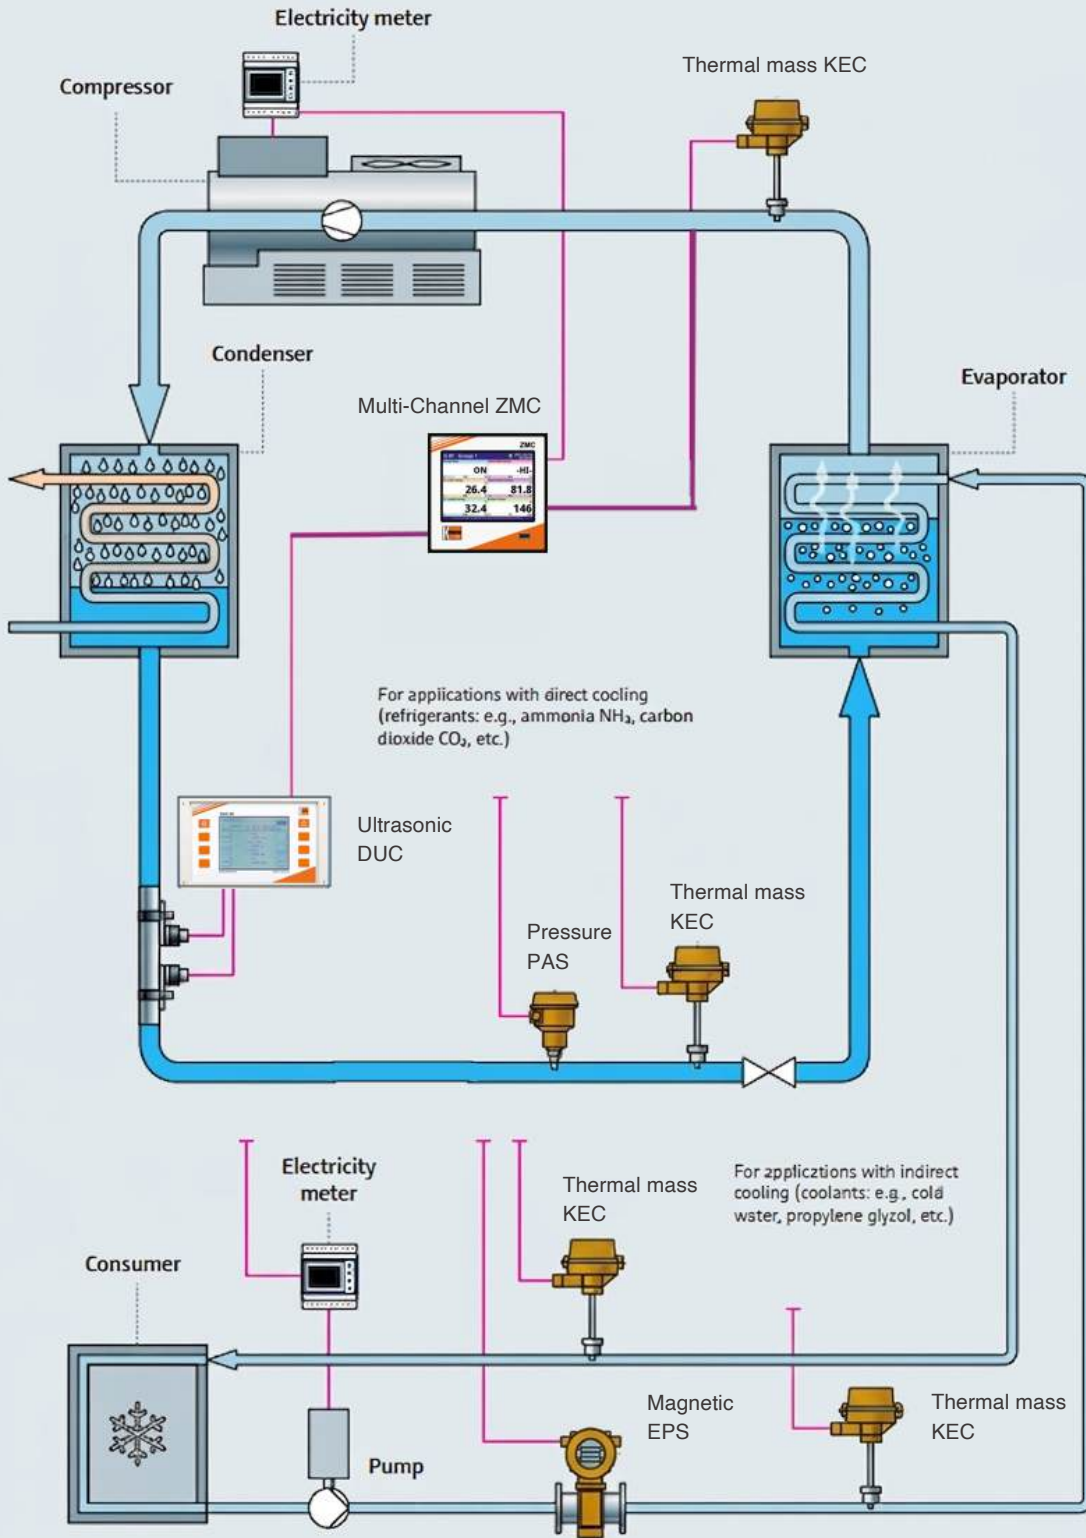 Electricity meter
Thermal mass KEC
Compressor
Condenser
Evaporator
Multi-Channel ZMC
ZMC
ON
-HI-
26.4
81.8
32.4
146
For applications with direct cooling
(refrigerants: e.g., ammonia NH₃, carbon
dioxide CO₂, etc.)
Ultrasonic
DUC
Thermal mass
KEC
Pressure
PAS
Electricity
meter
Thermal mass
KEC
For applications with indirect
cooling (coolants: e.g., cold
water, propylene glyzol, etc.)
Consumer
Magnetic
EPS
Thermal mass
KEC
Pump